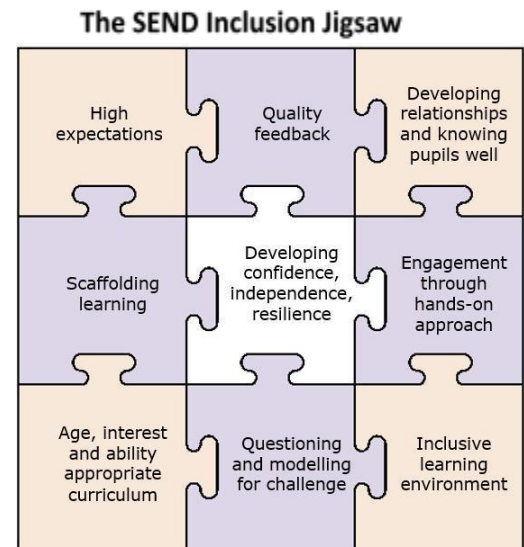 The SEND Inclusion Jigsaw
High
expectations
Quality
feedback
Developing
relationships
and knowing
pupils well
Scaffolding
learning
Developing
confidence,
independence,
resilience
Engagement
through
hands-on
approach
Age, interest
and ability
appropriate
curriculum
Questioning
and modelling
for challenge
Inclusive
learning
environment